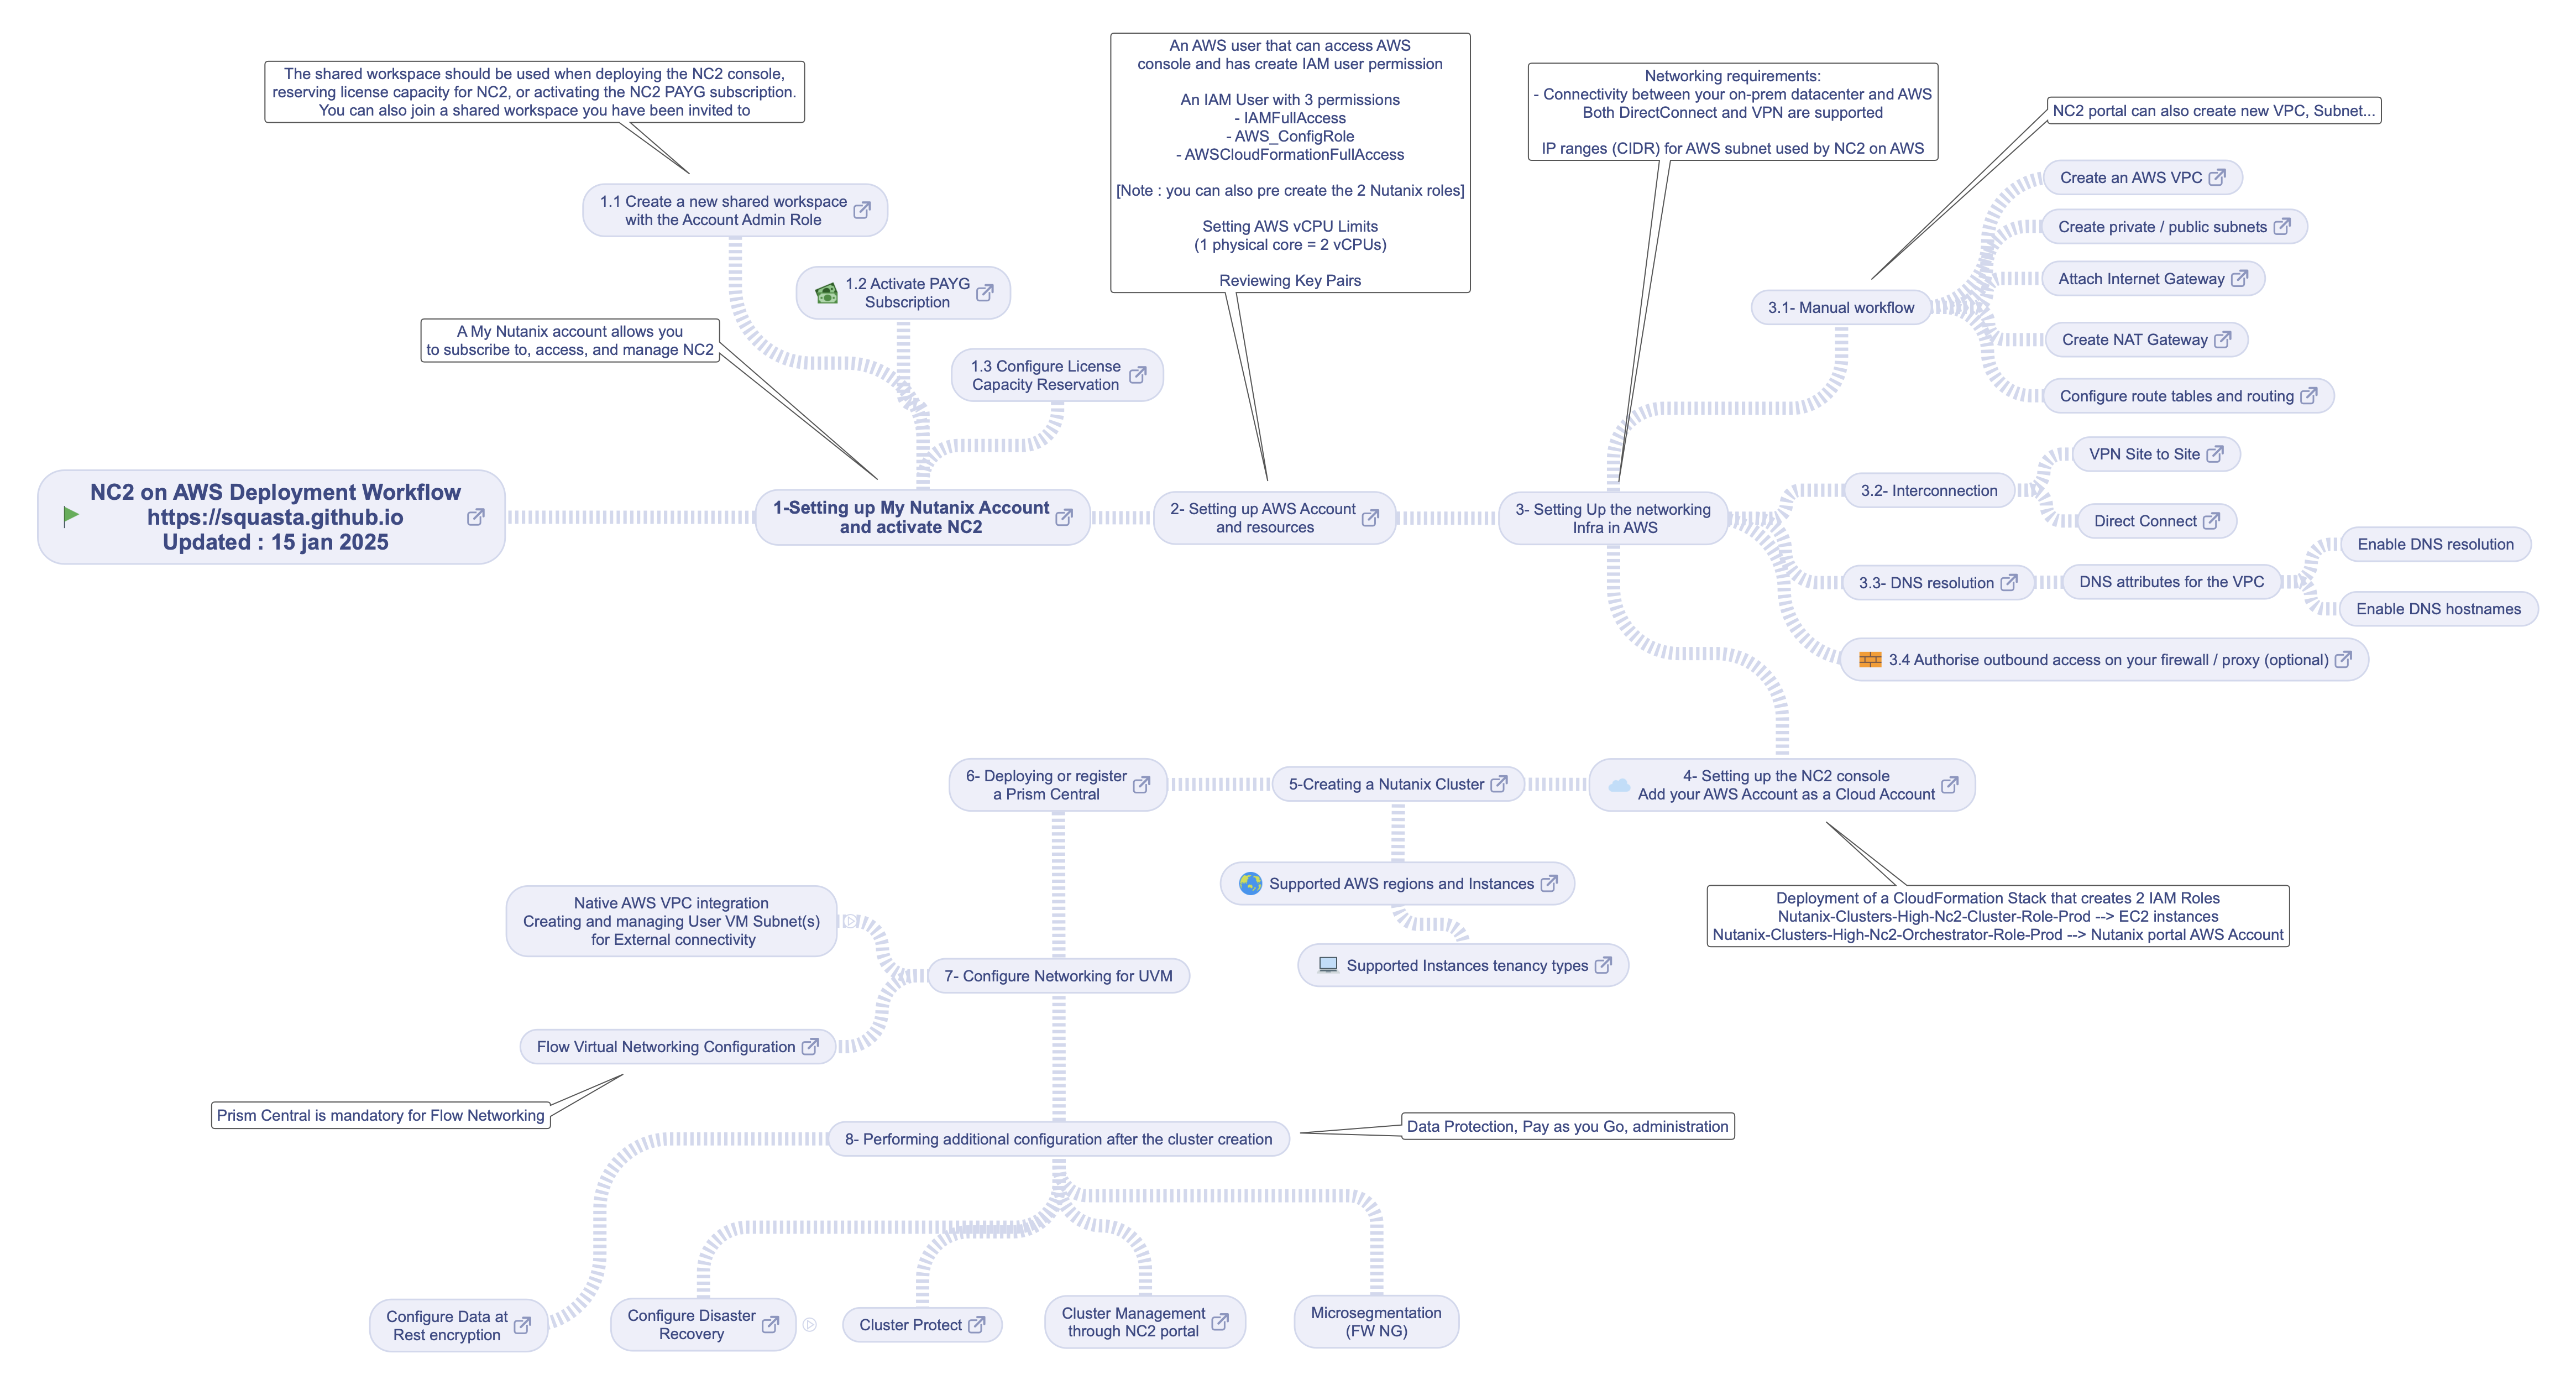 The shared workspace should be used when deploying the NC2 console,
reserving license capacity for NC2, or activating the NC2 PAYG subscription.
You can also join a shared workspace you have been invited to
1.1 Create a new shared workspace
with the Account Admin Role
1.2 Activate PAYG
Subscription
A My Nutanix account allows you
to subscribe to, access, and manage NC2
1.3 Configure License
Capacity Reservation
NC2 on AWS Deployment Workflow
https://squasta.github.io
Updated : 15 jan 2025
1-Setting up My Nutanix Account
and activate NC2
An AWS user that can access AWS
console and has create IAM user permission
An IAM User with 3 permissions
- IAMFullAccess
- AWS_ConfigRole
- AWSCloudFormationFullAccess
[Note : you can also pre create the 2 Nutanix roles]
Setting AWS vCPU Limits
(1 physical core = 2 vCPUs)
Reviewing Key Pairs
2- Setting up AWS Account
and resources
Networking requirements:
- Connectivity between your on-prem datacenter and AWS
Both DirectConnect and VPN are supported
IP ranges (CIDR) for AWS subnet used by NC2 on AWS
3- Setting Up the networking
Infra in AWS
NC2 portal can also create new VPC, Subnet...
3.1- Manual workflow
Create an AWS VPC
Create private / public subnets
Attach Internet Gateway
Create NAT Gateway
Configure route tables and routing
3.2- Interconnection
VPN Site to Site
Direct Connect
3.3- DNS resolution
DNS attributes for the VPC
Enable DNS resolution
Enable DNS hostnames
3.4 Authorise outbound access on your firewall / proxy (optional)
4- Setting up the NC2 console
Add your AWS Account as a Cloud Account
Deployment of a CloudFormation Stack that creates 2 IAM Roles
Nutanix-Clusters-High-Nc2-Cluster-Role-Prod --> EC2 instances
Nutanix-Clusters-High-Nc2-Orchestrator-Role-Prod --> Nutanix portal AWS Account
5-Creating a Nutanix Cluster
Supported AWS regions and Instances
Supported Instances tenancy types
6- Deploying or register
a Prism Central
7- Configure Networking for UVM
Native AWS VPC integration
Creating and managing User VM Subnet(s)
for External connectivity
Flow Virtual Networking Configuration
Prism Central is mandatory for Flow Networking
8- Performing additional configuration after the cluster creation
Data Protection, Pay as you Go, administration
Configure Data at
Rest encryption
Configure Disaster
Recovery
Cluster Protect
Cluster Management
through NC2 portal
Microsegmentation
(FW NG)